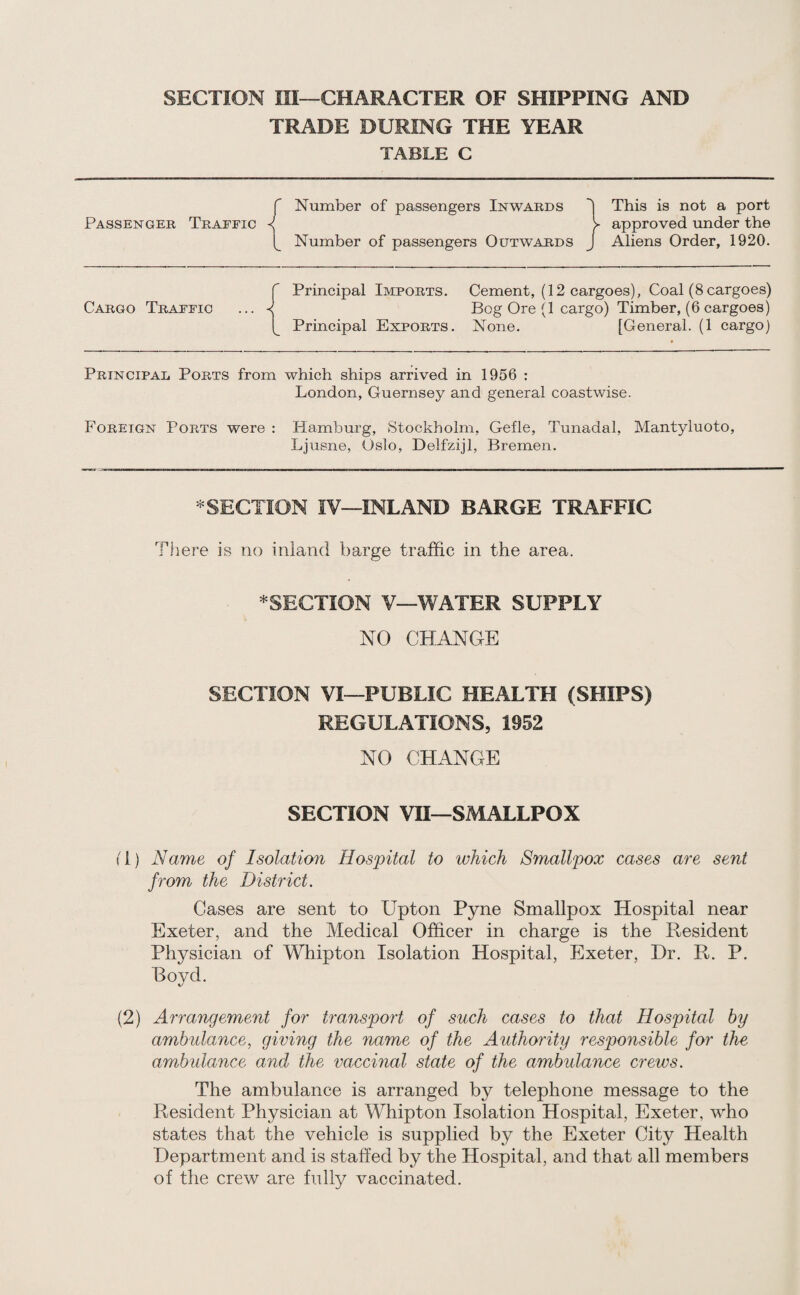 SECTION III—CHARACTER OF SHIPPING AND
TRADE DURING THE YEAR
TABLE C
Passenger Traffic { Number of passengers Inwards } This is not a port
approved under the
Number of passengers Outwards Aliens Order, 1920.
Cargo Traffic ... { Principal Imports. Cement, (12 cargoes), Coal (8 cargoes)
Bog Ore (1 cargo) Timber, (6 cargoes)
Principal Exports. None. [General. (1 cargo)
Principal Ports from which ships arrived in 1956 :
London, Guernsey and general coastwise.
Foreign Ports were : Hamburg, Stockholm, Gefle, Tunadal, Mantyluoto,
Ljusne, Oslo, Delfzijl, Bremen.
*SECTION IV—INLAND BARGE TRAFFIC
There is no inland barge traffic in the area.
*SECTION V—WATER SUPPLY
NO CHANGE
SECTION VI—PUBLIC HEALTH (SHIPS)
REGULATIONS, 1952
NO CHANGE
SECTION VII—SMALLPOX
(1) Name of Isolation Hospital to which Smallpox cases are sent
from the District.
Cases are sent to Upton Pyne Smallpox Hospital near
Exeter, and the Medical Officer in charge is the Resident
Physician of Whipton Isolation Hospital, Exeter, Dr. R. P.
Boyd.
(2) Arrangement for transport of such cases to that Hospital by
ambulance, giving the name of the Authority responsible for the
ambulance and the vaccinal state of the ambulance crews.
The ambulance is arranged by telephone message to the
Resident Physician at Whipton Isolation Hospital, Exeter, who
states that the vehicle is supplied by the Exeter City Health
Department and is staffed by the Hospital, and that all members
of the crew are fully vaccinated.